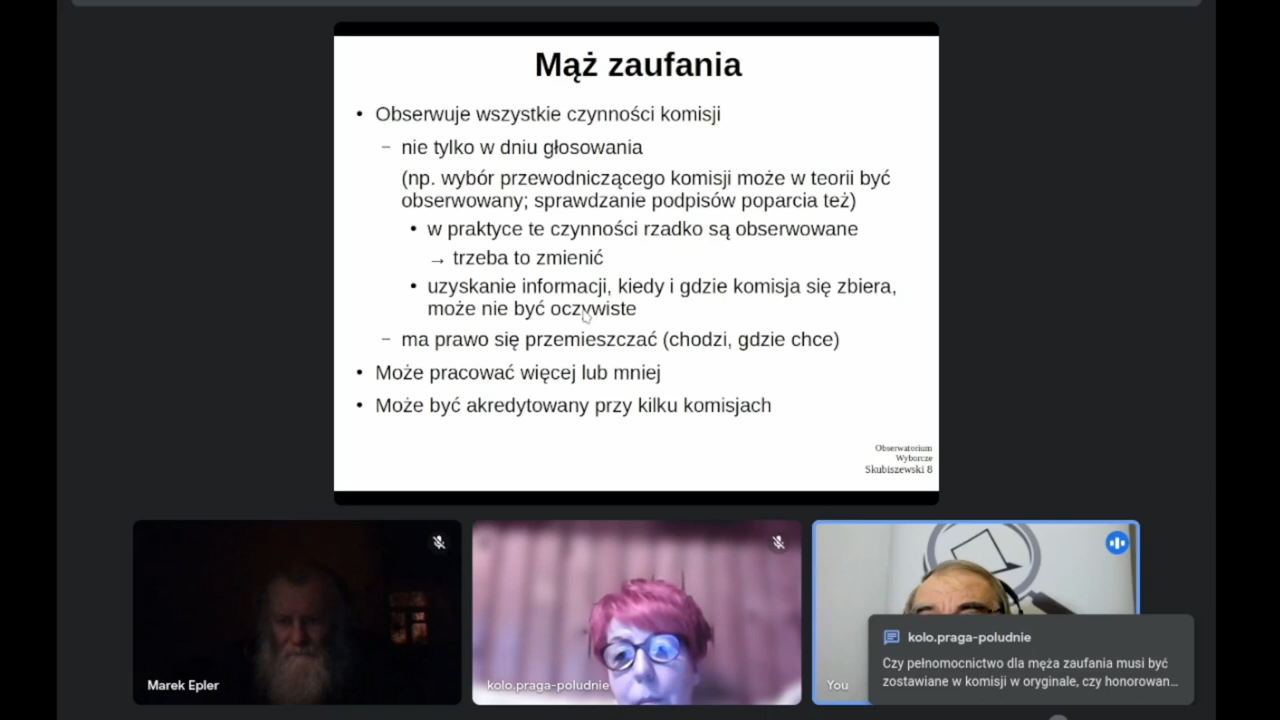 Mąż zaufania
• Obserwuje wszystkie czynności komisji
– nie tylko w dniu głosowania
(np. wybór przewodniczącego komisji może w teorii być
obserwowany; sprawdzanie podpisów poparcia też)
• w praktyce te czynności rzadko są obserwowane
→ trzeba to zmienić
• uzyskanie informacji, kiedy i gdzie komisja się zbiera,
może nie być oczywiste
– ma prawo się przemieszczać (chodzi, gdzie chce)
• Może pracować więcej lub mniej
• Może być akredytowany przy kilku komisjach
Obserwatorium
Wyborcze
Skubiszewski 8
Marek Epler
kolo.praga-poludnie
You
kolo.praga-poludnie
Czy pełnomocnictwo dla męża zaufania musi być
zostawiane w komisji w oryginale, czy honorowan...